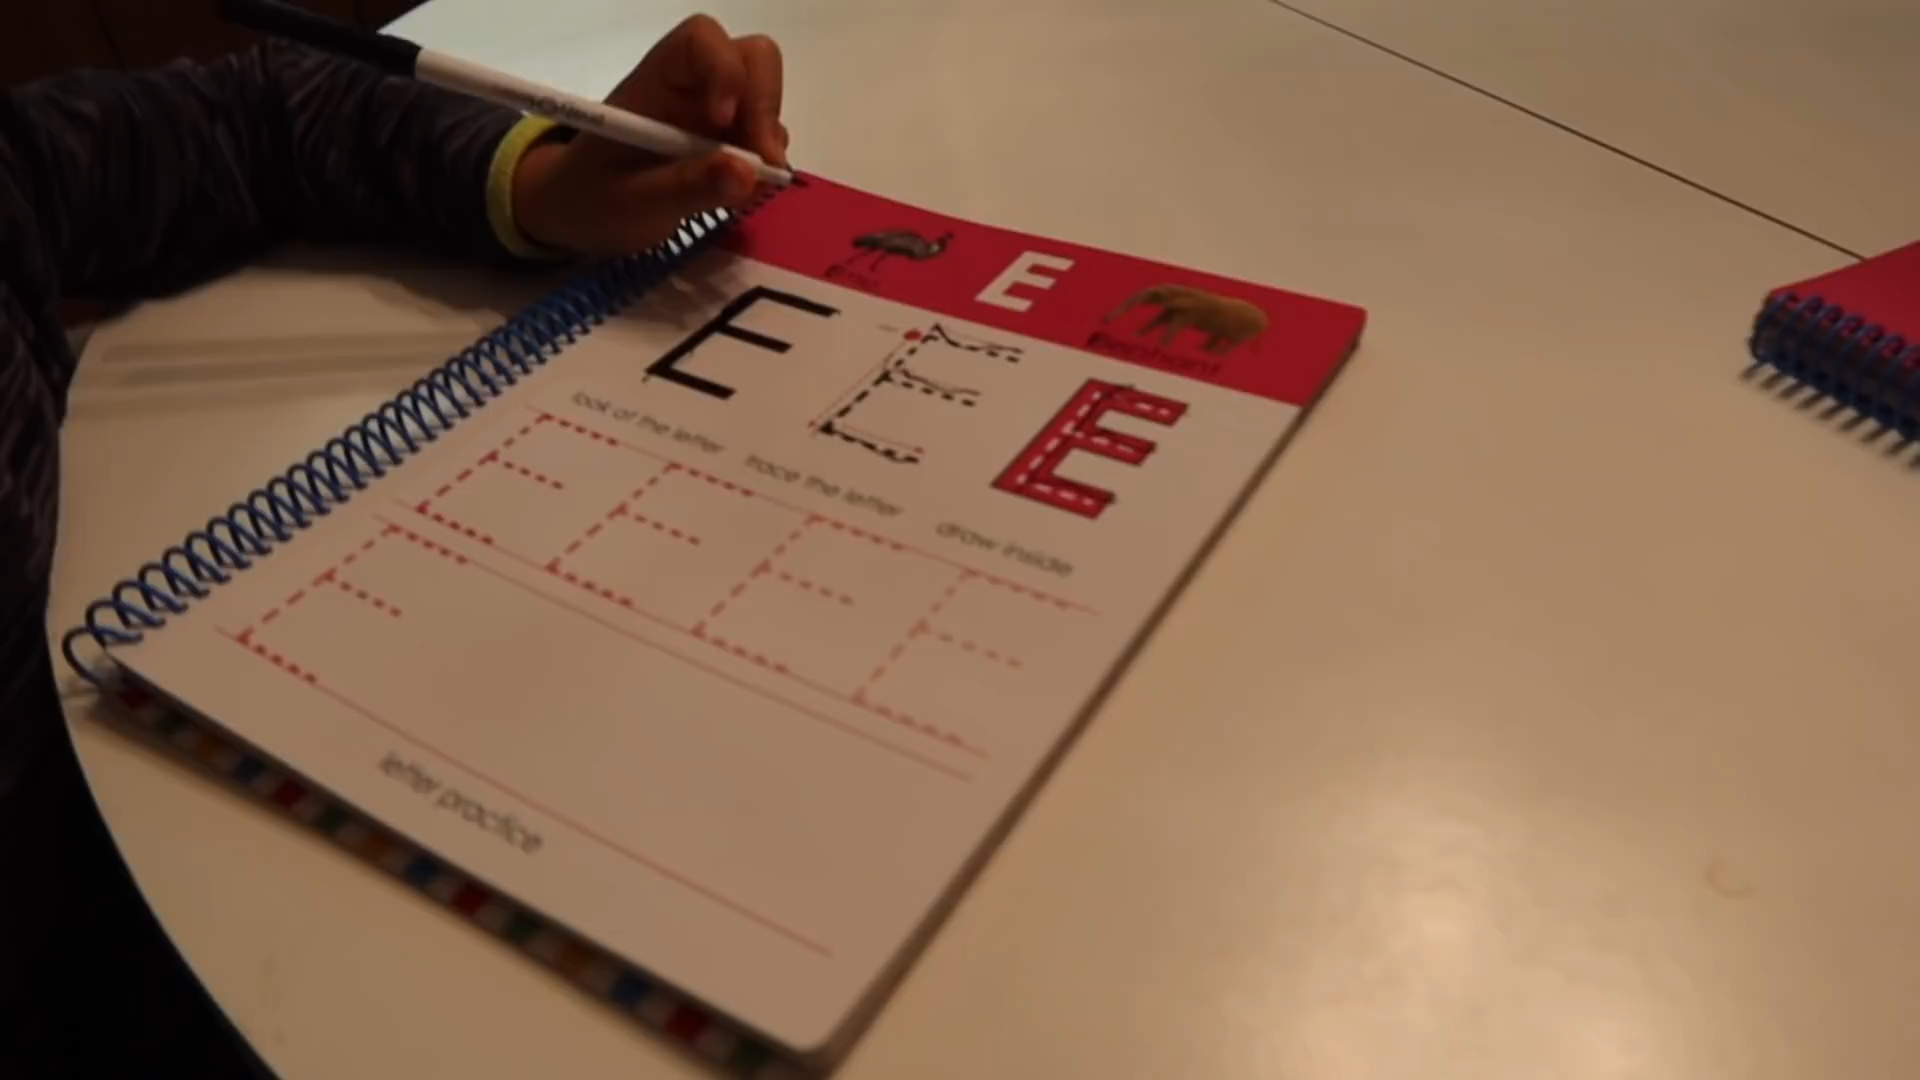 E
Emu
Elephant
E E E
look at the letter
trace the letter
draw inside
E E E E
E
letter practice